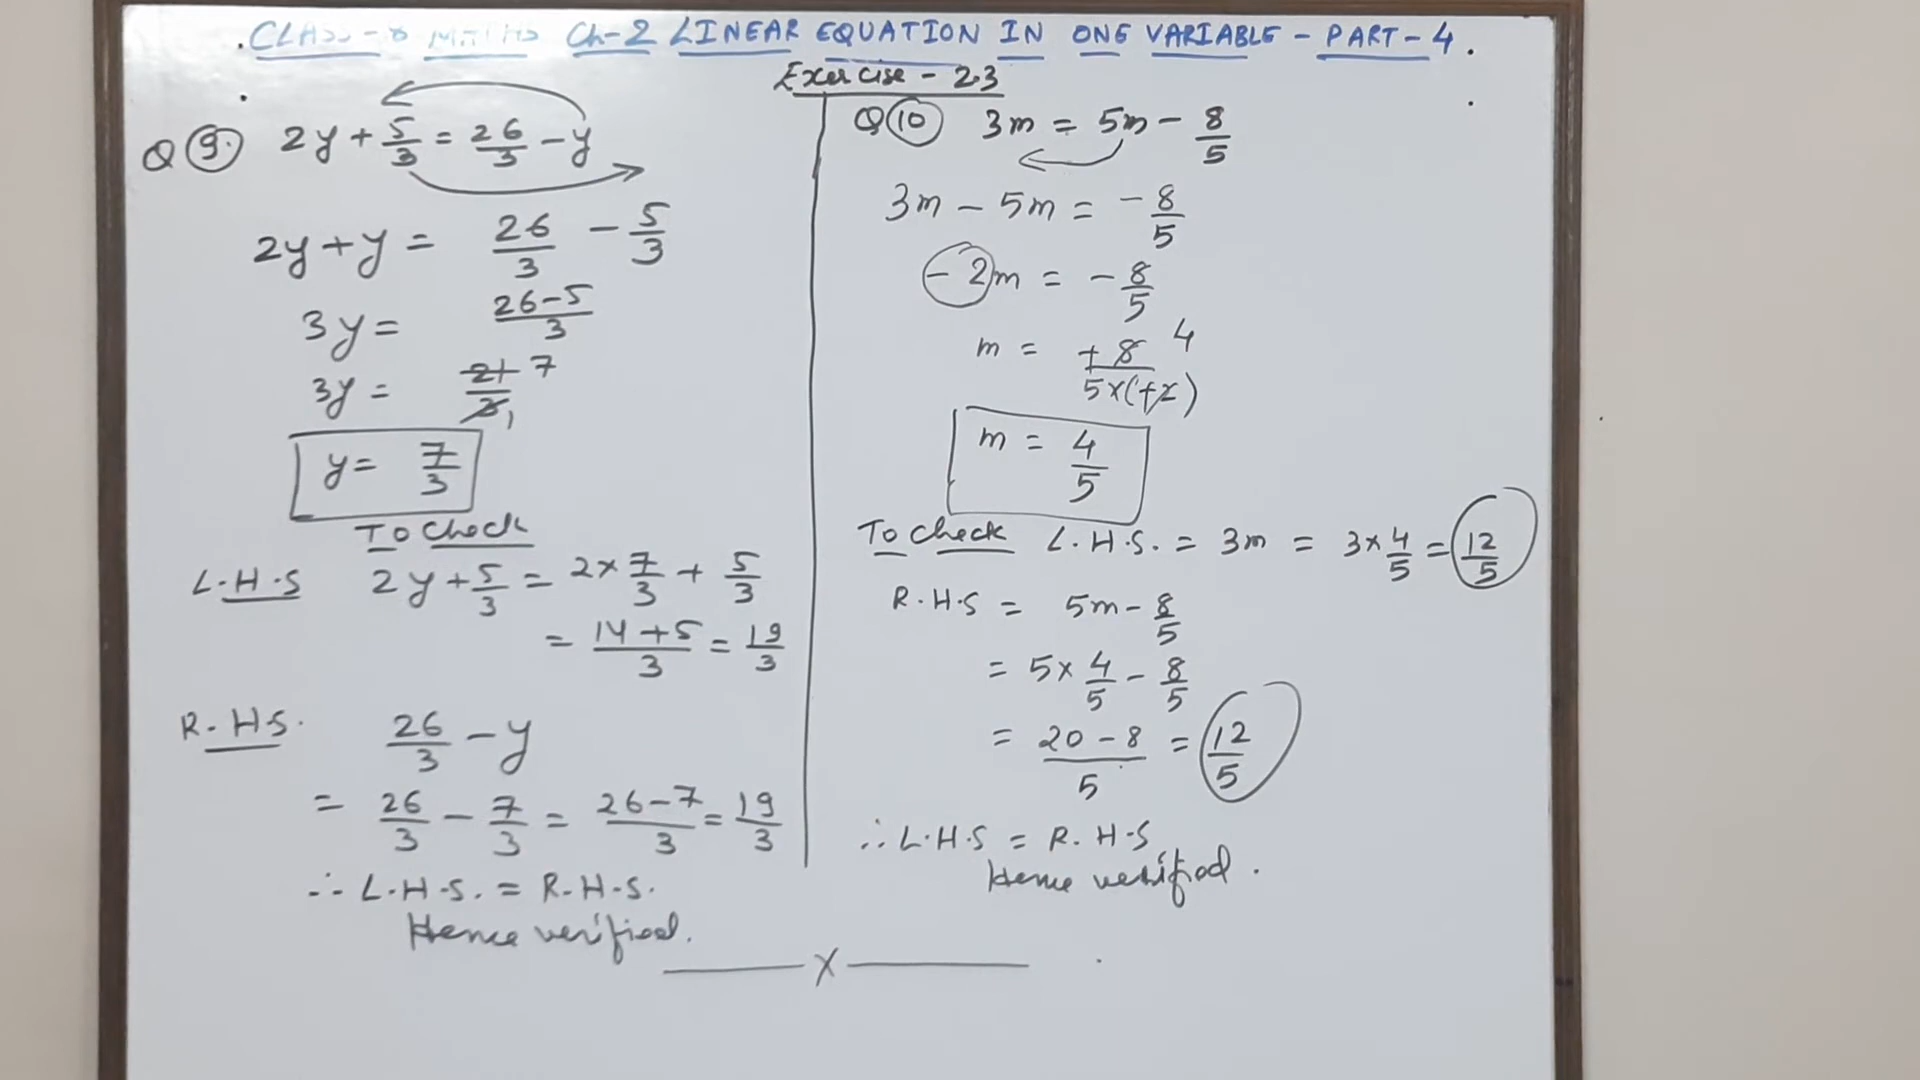 CLASS-8 MATHS Ch-2 LINEAR EQUATION IN ONE VARIABLE - PART-4.
Exercise - 2.3
Q 9. 2y + 5/3 = 26/3 - y
2y + y = 26/3 - 5/3
3y = 26-5/3
3y = 21/3 7 1
y = 7/3
To Check
L.H.S 2y + 5/3 = 2 × 7/3 + 5/3
= 14+5/3 = 19/3
R.H.S. 26/3 - y
= 26/3 - 7/3 = 26-7/3 = 19/3
∴ L.H.S. = R.H.S.
Hence verified.
Q 10 3m = 5m - 8/5
3m - 5m = -8/5
-2m = -8/5
m = +8/5×(+2) 4
m = 4/5
To Check L.H.S. = 3m = 3×4/5 = 12/5
R.H.S = 5m - 8/5
= 5× 4/5 - 8/5
= 20 - 8/5 = 12/5
∴ L.H.S = R.H.S
Hence verified.
x